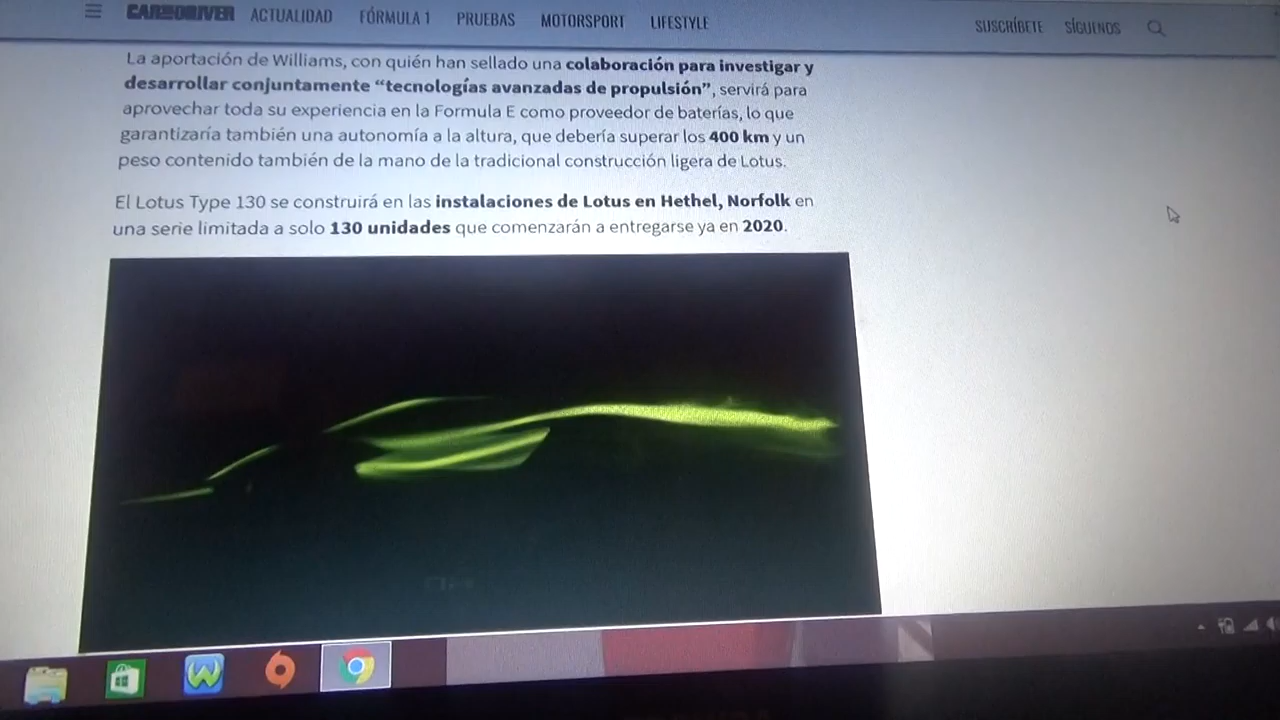 CAR AND DRIVER ACTUALIDAD FÓRMULA 1 PRUEBAS MOTORSPORT LIFESTYLE SUSCRÍBETE SÍGUENOS
La aportación de Williams, con quién han sellado una colaboración para investigar y
desarrollar conjuntamente “tecnologías avanzadas de propulsión”, servirá para
aprovechar toda su experiencia en la Formula E como proveedor de baterías, lo que
garantizaría también una autonomía a la altura, que debería superar los 400 km y un
peso contenido también de la mano de la tradicional construcción ligera de Lotus.
El Lotus Type 130 se construirá en las instalaciones de Lotus en Hethel, Norfolk en
una serie limitada a solo 130 unidades que comenzarán a entregarse ya en 2020.